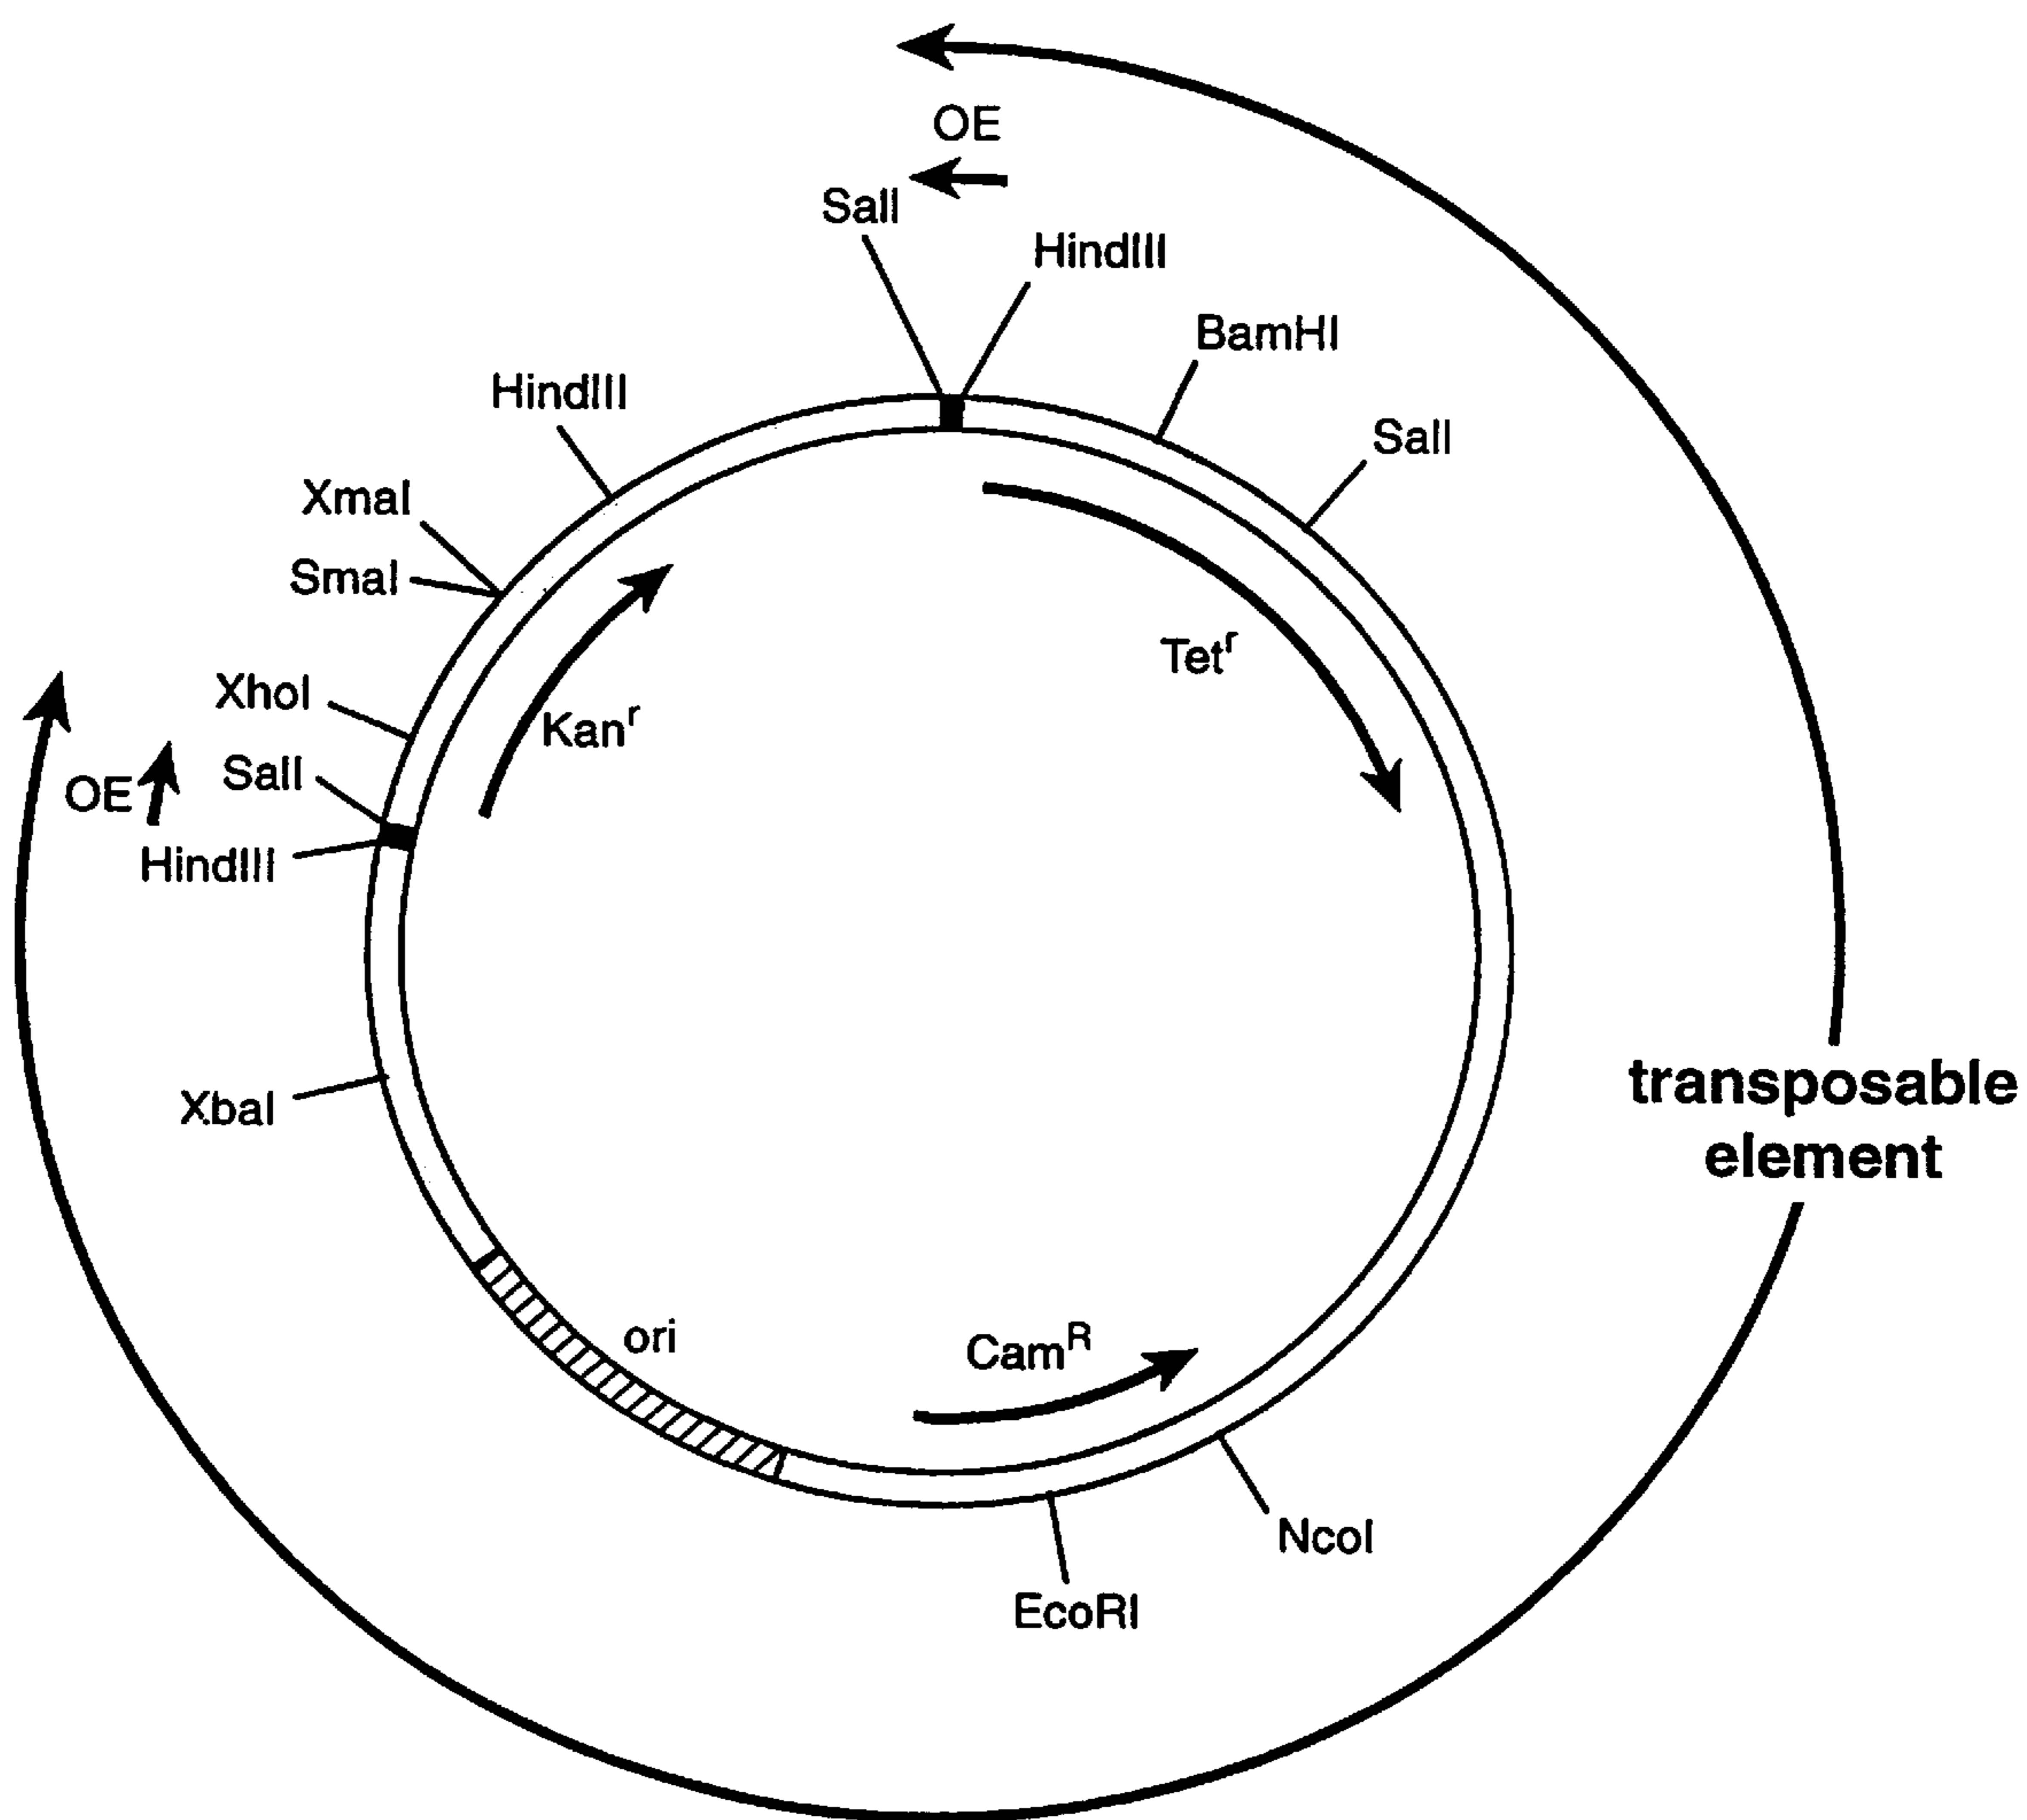 OE
SalI
HindIII
BamHI
HindIII
SalI
XmaI
SmaI
Tetʳ
XhoI
Kanʳ
SalI
OE
HindIII
transposable
element
XbaI
ori
Camᴿ
NcoI
EcoRI